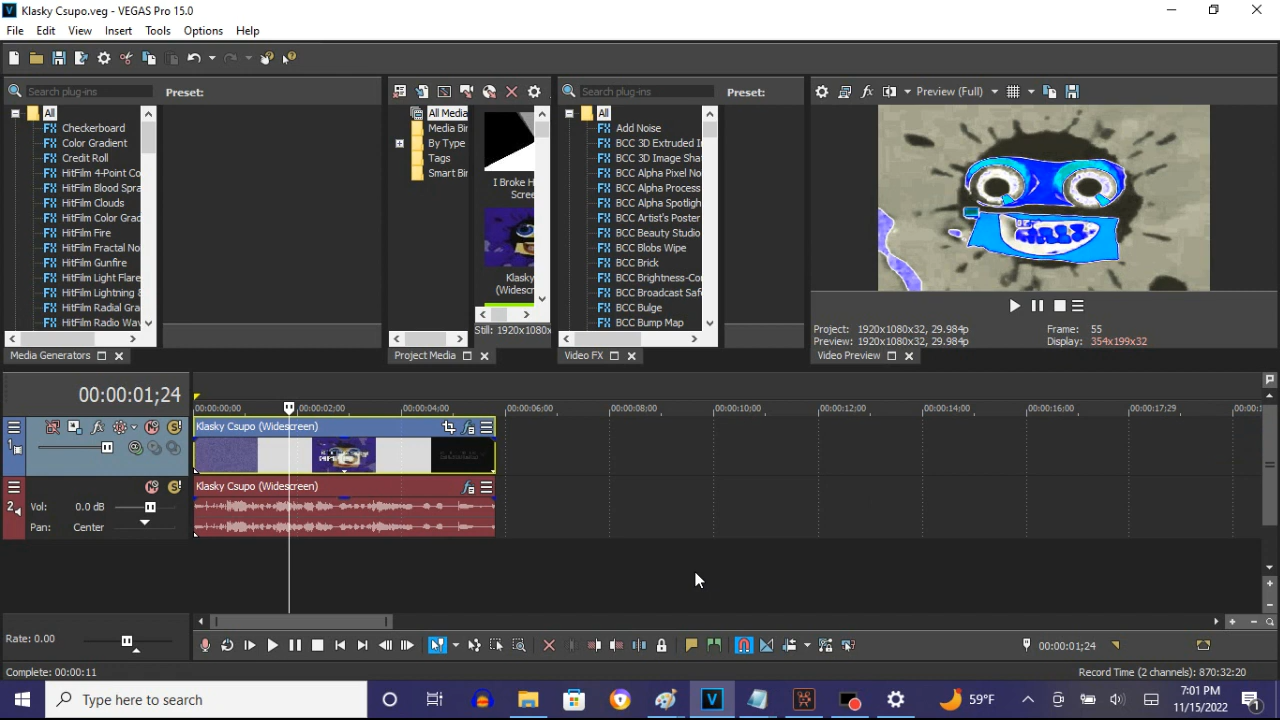 Klasky Csupo.veg - VEGAS Pro 15.0
File Edit View Insert Tools Options Help
Search plug-ins
Preset:
All
Checkerboard
Color Gradient
Credit Roll
HitFilm 4-Point Co
HitFilm Blood Spra
HitFilm Clouds
HitFilm Color Grad
HitFilm Fire
HitFilm Fractal No
HitFilm Gunfire
HitFilm Light Flare
HitFilm Lightning &
HitFilm Radial Gra
HitFilm Radio Wav
Media Generators
All Media
Media Bin
By Type
Tags
Smart Bin
I Broke H
Scree
Klasky
(Widescr
Still: 1920x1080x
Project Media
Search plug-ins
Preset:
All
Add Noise
BCC 3D Extruded I
BCC 3D Image Sha
BCC Alpha Pixel No
BCC Alpha Process
BCC Alpha Spotligh
BCC Artist's Poster
BCC Beauty Studio
BCC Blobs Wipe
BCC Brick
BCC Brightness-Con
BCC Broadcast Safe
BCC Bulge
BCC Bump Map
Video FX
Preview (Full)
Project: 1920x1080x32, 29.984p Frame: 55
Preview: 1920x1080x32, 29.984p Display: 354x199x32
Video Preview
00:00:01;24
00:00:00;00 00:00:02;00 00:00:04;00 00:00:06;00 00:00:08;00 00:00:10;00 00:00:12;00 00:00:14;00 00:00:16;00 00:00:17;29
1
Klasky Csupo (Widescreen)
2
Klasky Csupo (Widescreen)
Vol: 0.0 dB
Pan: Center
Rate: 0.00
00:00:01;24
Complete: 00:00:11
Record Time (2 channels): 870:32:20
Type here to search
59°F
7:01 PM
11/15/2022
1